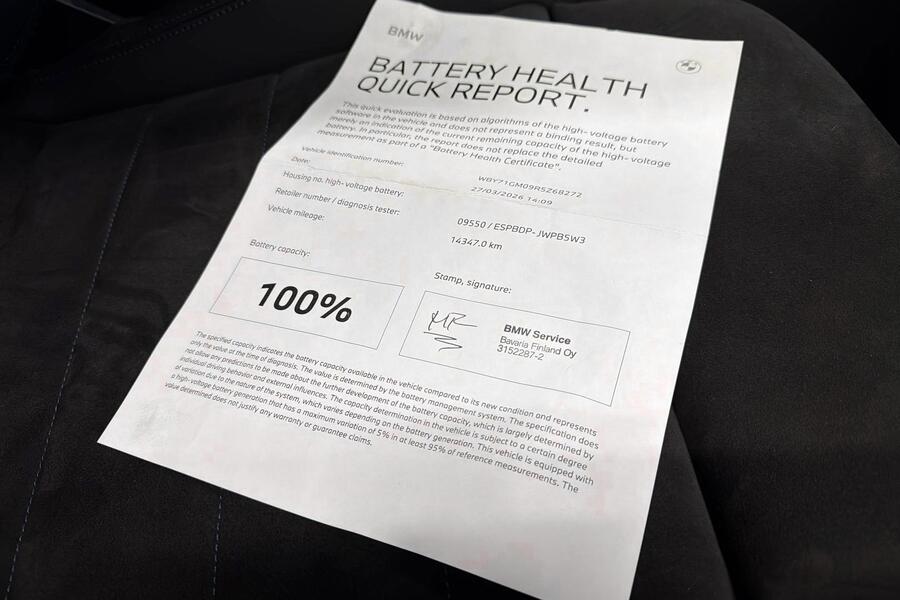 BMW
BATTERY HEALTH
QUICK REPORT.
This quick evaluation is based on algorithms of the high-voltage battery
software in the vehicle and does not represent a binding result, but
merely an indication of the current remaining capacity of the high-voltage
battery. In particular, the report does not replace the detailed
measurement as part of a "Battery Health Certificate".
Vehicle identification number: WBY71GM09RSZ68272
Date: 27/03/2026 14:09
Housing no. high-voltage battery:
Retailer number / diagnosis tester: 09550 / ESPBDP-JWPB5W3
Vehicle mileage: 14347.0 km
Battery capacity:
100%
Stamp, signature:
BMW Service
Bavaria Finland Oy
3152287-2
The specified capacity indicates the battery capacity available in the vehicle compared to its new condition and represents
only the value at the time of diagnosis. The value is determined by the battery management system. The specification does
not allow any predictions to be made about the further development of the battery capacity, which is largely determined by
individual driving behavior and external influences. The capacity determination in the vehicle is subject to a certain degree
of variation due to the nature of the system, which varies depending on the battery generation. This vehicle is equipped with
a high-voltage battery generation that has a maximum variation of 5% in at least 95% of reference measurements. The
value determined does not justify any warranty or guarantee claims.